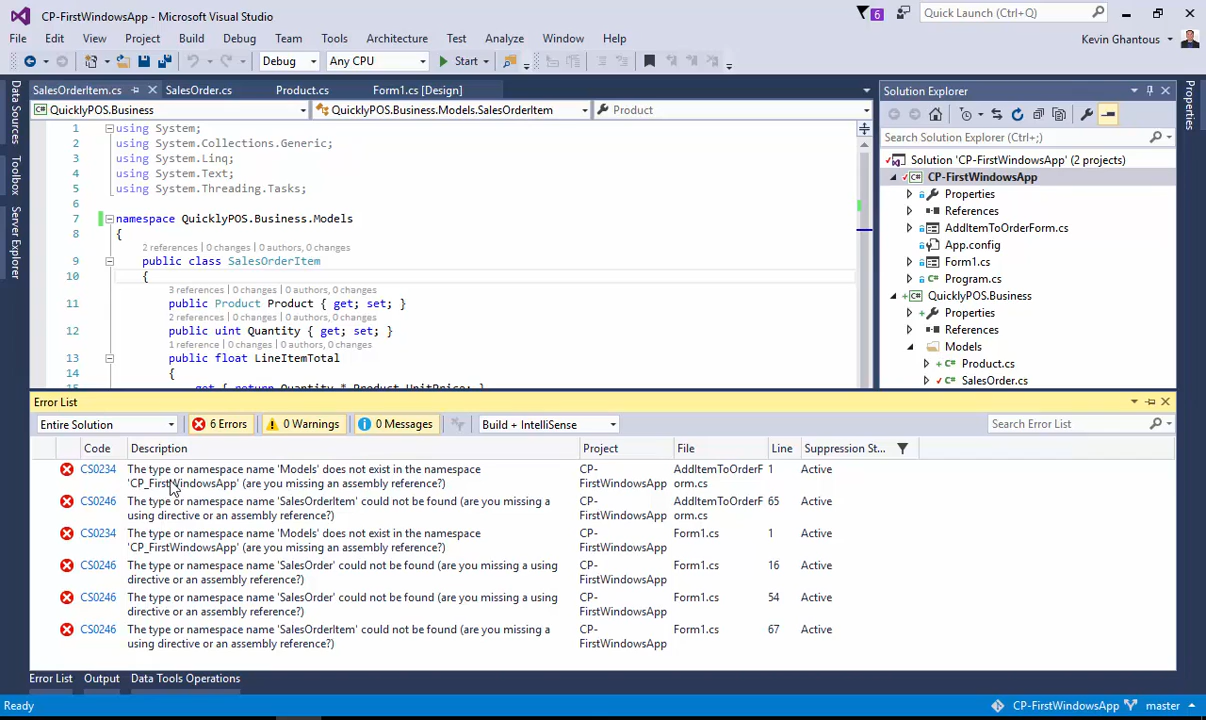 CP-FirstWindowsApp - Microsoft Visual Studio
6
Quick Launch (Ctrl+Q)
File Edit View Project Build Debug Team Tools Architecture Test Analyze Window Help
Kevin Ghantous
Debug Any CPU Start
Data Sources
Toolbox
Server Explorer
SalesOrderItem.cs SalesOrder.cs Product.cs Form1.cs [Design]
QuicklyPOS.Business QuicklyPOS.Business.Models.SalesOrderItem Product
1 using System;
2 using System.Collections.Generic;
3 using System.Linq;
4 using System.Text;
5 using System.Threading.Tasks;
6
7 namespace QuicklyPOS.Business.Models
8 {
2 references | 0 changes | 0 authors, 0 changes
9 public class SalesOrderItem
10 {
3 references | 0 changes | 0 authors, 0 changes
11 public Product Product { get; set; }
2 references | 0 changes | 0 authors, 0 changes
12 public uint Quantity { get; set; }
1 reference | 0 changes | 0 authors, 0 changes
13 public float LineItemTotal
14 {
15 get { return Quantity * Product.UnitPrice; }
Solution Explorer
Search Solution Explorer (Ctrl+;)
Solution 'CP-FirstWindowsApp' (2 projects)
CP-FirstWindowsApp
Properties
References
AddItemToOrderForm.cs
App.config
Form1.cs
Program.cs
QuicklyPOS.Business
Properties
References
Models
Product.cs
SalesOrder.cs
Properties
Error List
Entire Solution 6 Errors 0 Warnings 0 Messages Build + IntelliSense Search Error List
Code Description Project File Line Suppression St...
CS0234 The type or namespace name 'Models' does not exist in the namespace CP- AddItemToOrderF 1 Active
'CP_FirstWindowsApp' (are you missing an assembly reference?) FirstWindowsApp orm.cs
CS0246 The type or namespace name 'SalesOrderItem' could not be found (are you missing a CP- AddItemToOrderF 65 Active
using directive or an assembly reference?) FirstWindowsApp orm.cs
CS0234 The type or namespace name 'Models' does not exist in the namespace CP- Form1.cs 1 Active
'CP_FirstWindowsApp' (are you missing an assembly reference?) FirstWindowsApp
CS0246 The type or namespace name 'SalesOrder' could not be found (are you missing a using CP- Form1.cs 16 Active
directive or an assembly reference?) FirstWindowsApp
CS0246 The type or namespace name 'SalesOrder' could not be found (are you missing a using CP- Form1.cs 54 Active
directive or an assembly reference?) FirstWindowsApp
CS0246 The type or namespace name 'SalesOrderItem' could not be found (are you missing a CP- Form1.cs 67 Active
using directive or an assembly reference?) FirstWindowsApp
Error List Output Data Tools Operations
Ready CP-FirstWindowsApp master